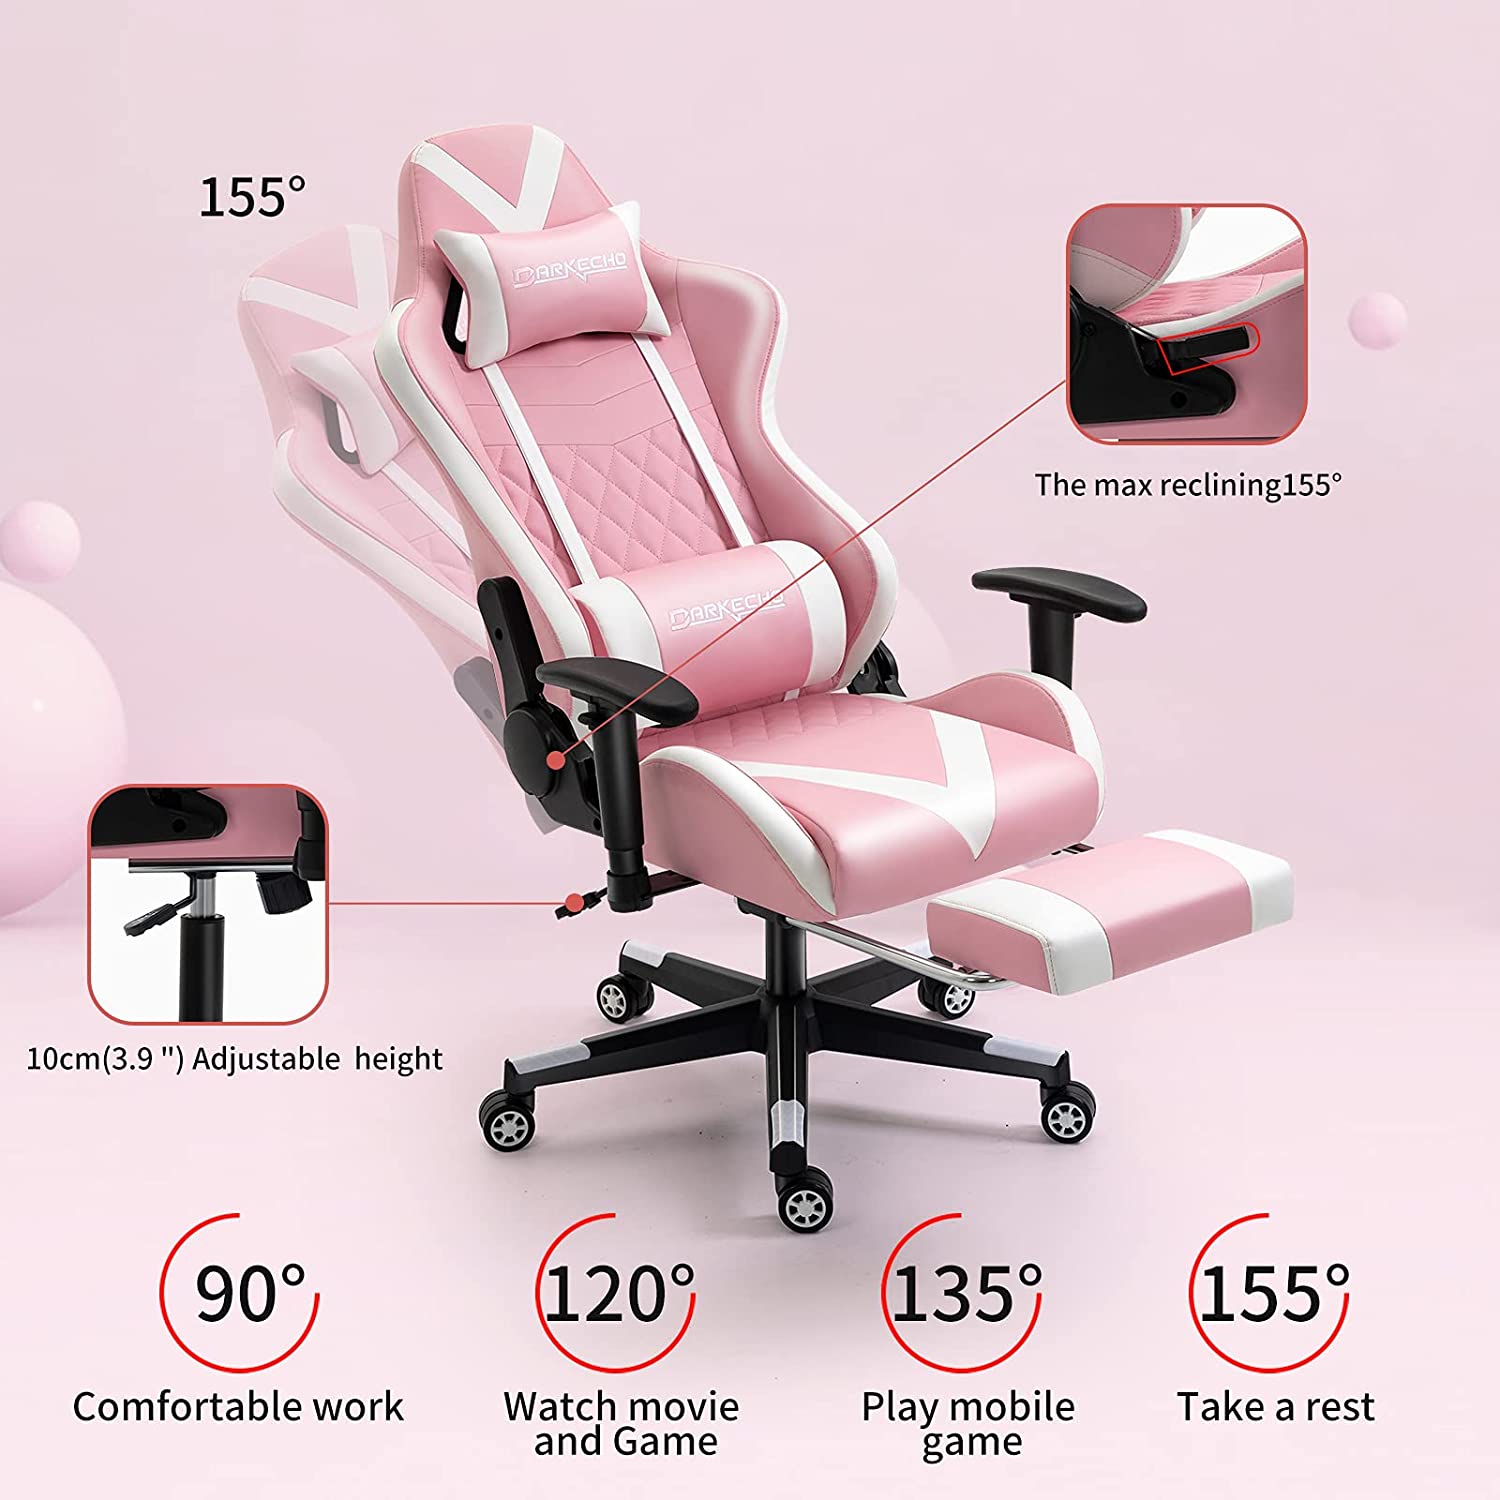 155°
DARKECHO
The max reclining155°
DARKECHO
10cm(3.9 ") Adjustable height
90°
Comfortable work
120°
Watch movie
and Game
135°
Play mobile
game
155°
Take a rest